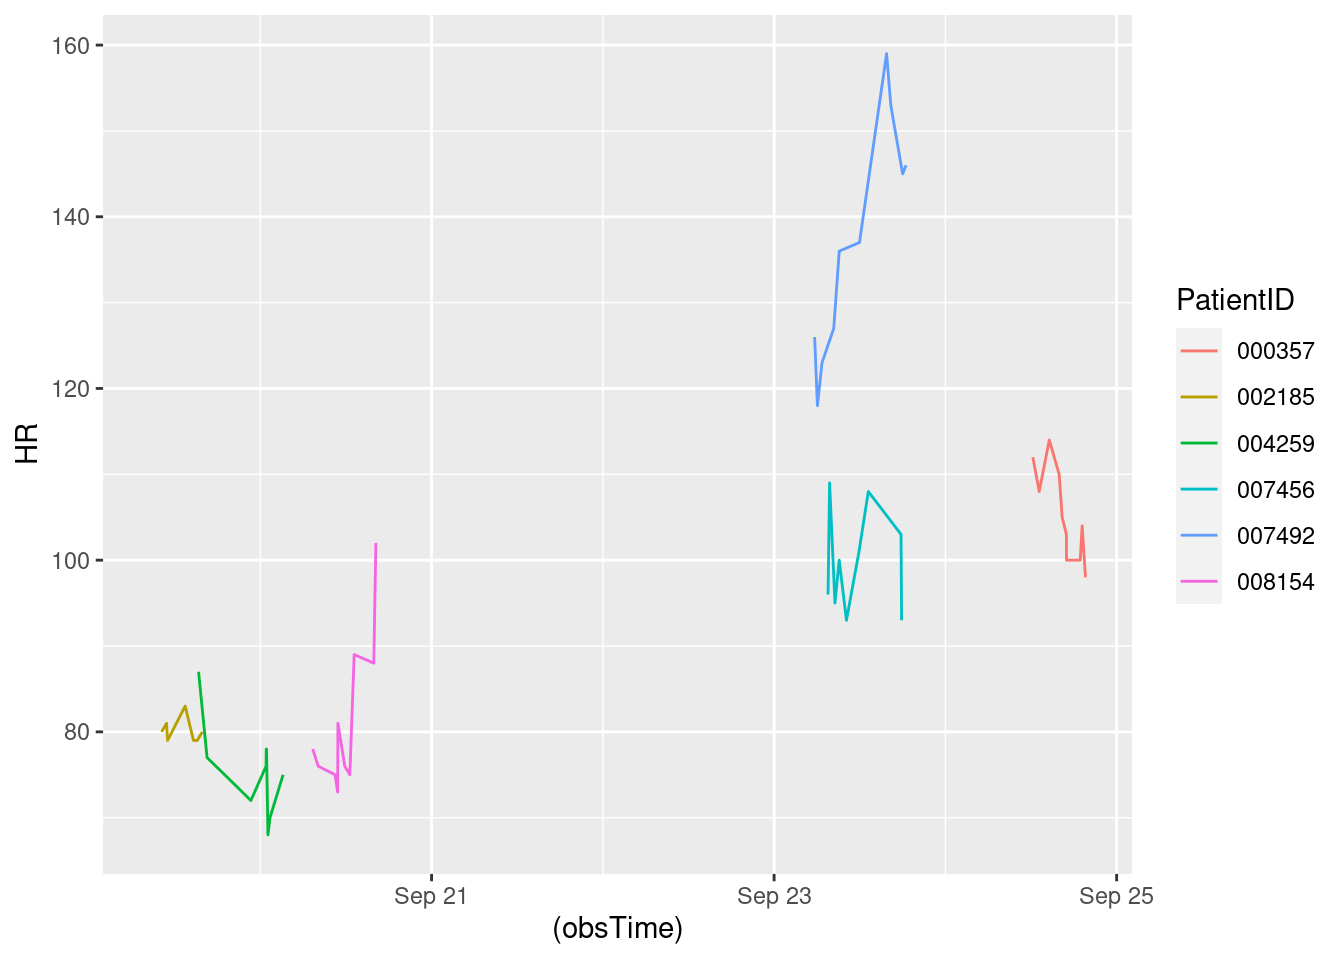 160
140
120
100
80
HR
Sep 21
Sep 23
Sep 25
(obsTime)
PatientID
000357
002185
004259
007456
007492
008154